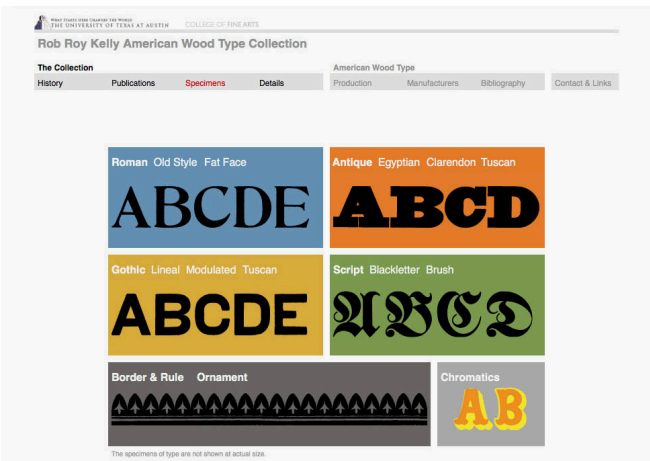 WHAT STARTS HERE CHANGES THE WORLD
THE UNIVERSITY OF TEXAS AT AUSTIN COLLEGE OF FINE ARTS
Rob Roy Kelly American Wood Type Collection
The Collection American Wood Type
History Publications Specimens Details Production Manufacturers Bibliography Contact & Links
Roman Old Style Fat Face
ABCDE
Antique Egyptian Clarendon Tuscan
ABCD
Gothic Lineal Modulated Tuscan
ABCDE
Script Blackletter Brush
ABCD
Border & Rule Ornament
Chromatics
AB
The specimens of type are not shown at actual size.